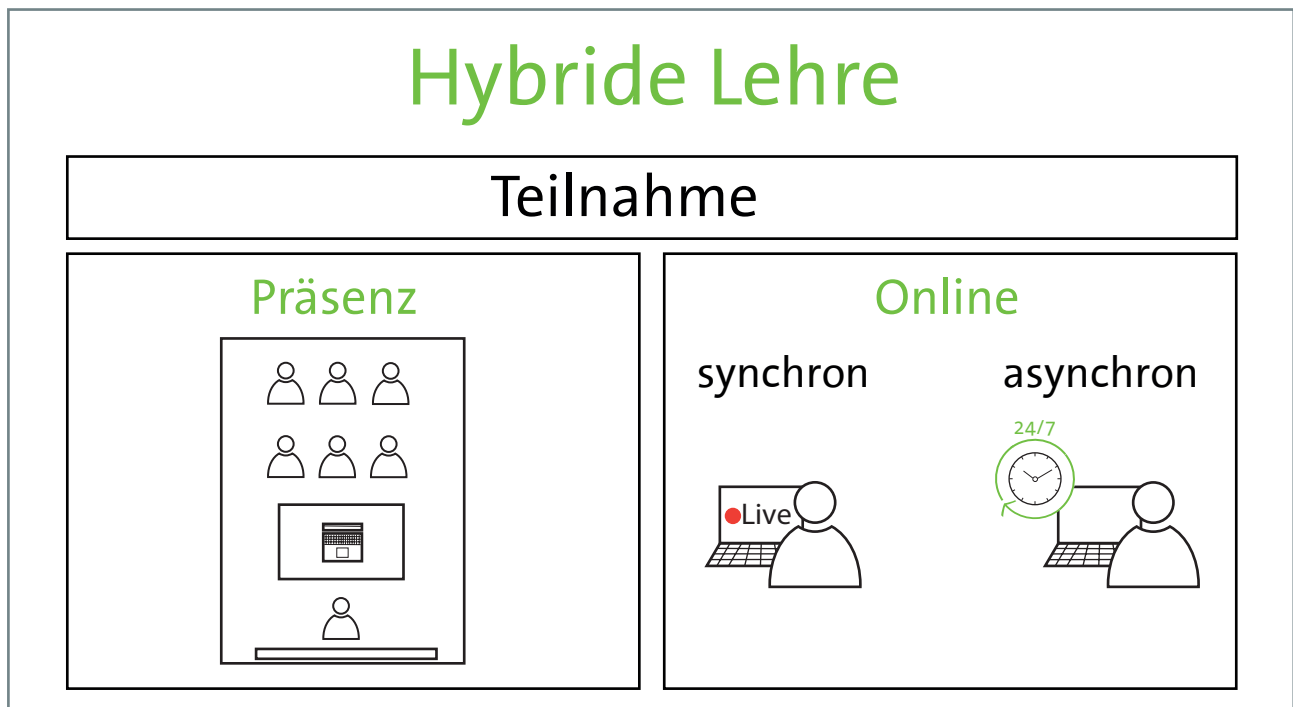 Hybride Lehre
Teilnahme
Präsenz
Online
synchron
asynchron
24/7
Live